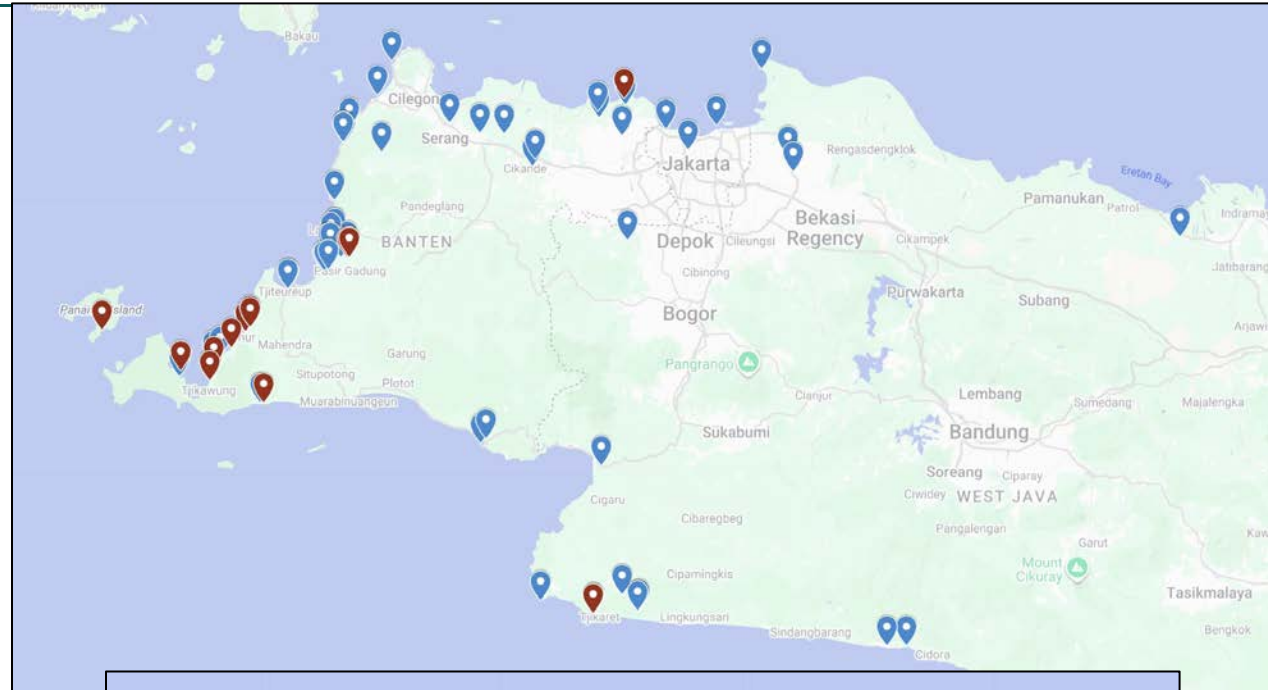 Bakau
Cilegon
Serang
Cikande
Jakarta
Rengasdengklok
Eretan Bay
Pamanukan
Patrol
Indramay
Pandeglang
BANTEN
Bekasi
Regency
Depok
Cileungsi
Cikampek
Cibinong
Pasir Gadung
Tjiteureup
Jatibarang
Purwakarta
Subang
Bogor
Mahendra
Garung
Pangrango
Situpotong
Plotot
Tjikawung
Muarabinuangeun
Cianjur
Lembang
Sumedang
Majalengka
Sukabumi
Bandung
Soreang
Ciparay
Ciwidey
WEST JAVA
Cigaru
Cibaregbeg
Pangalengan
Garut
Mount
Cikuray
Cipamingkis
Tasikmalaya
Tjikaret
Lingkungsari
Sindangbarang
Cidora
Bengkok